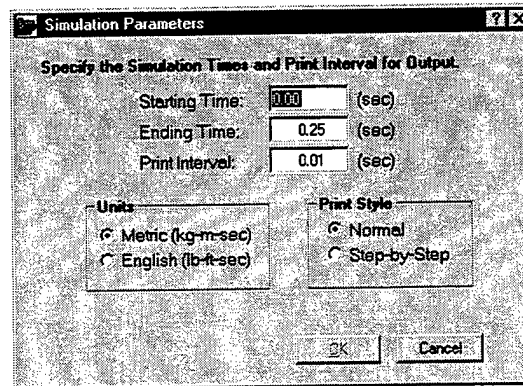 Simulation Parameters
Specify the Simulation Times and Print Interval for Output.
Starting Time: 0.00 (sec)
Ending Time: 0.25 (sec)
Print Interval: 0.01 (sec)
Units
Metric (kg-m-sec)
English (lb-ft-sec)
Print Style
Normal
Step-by-Step
OK
Cancel